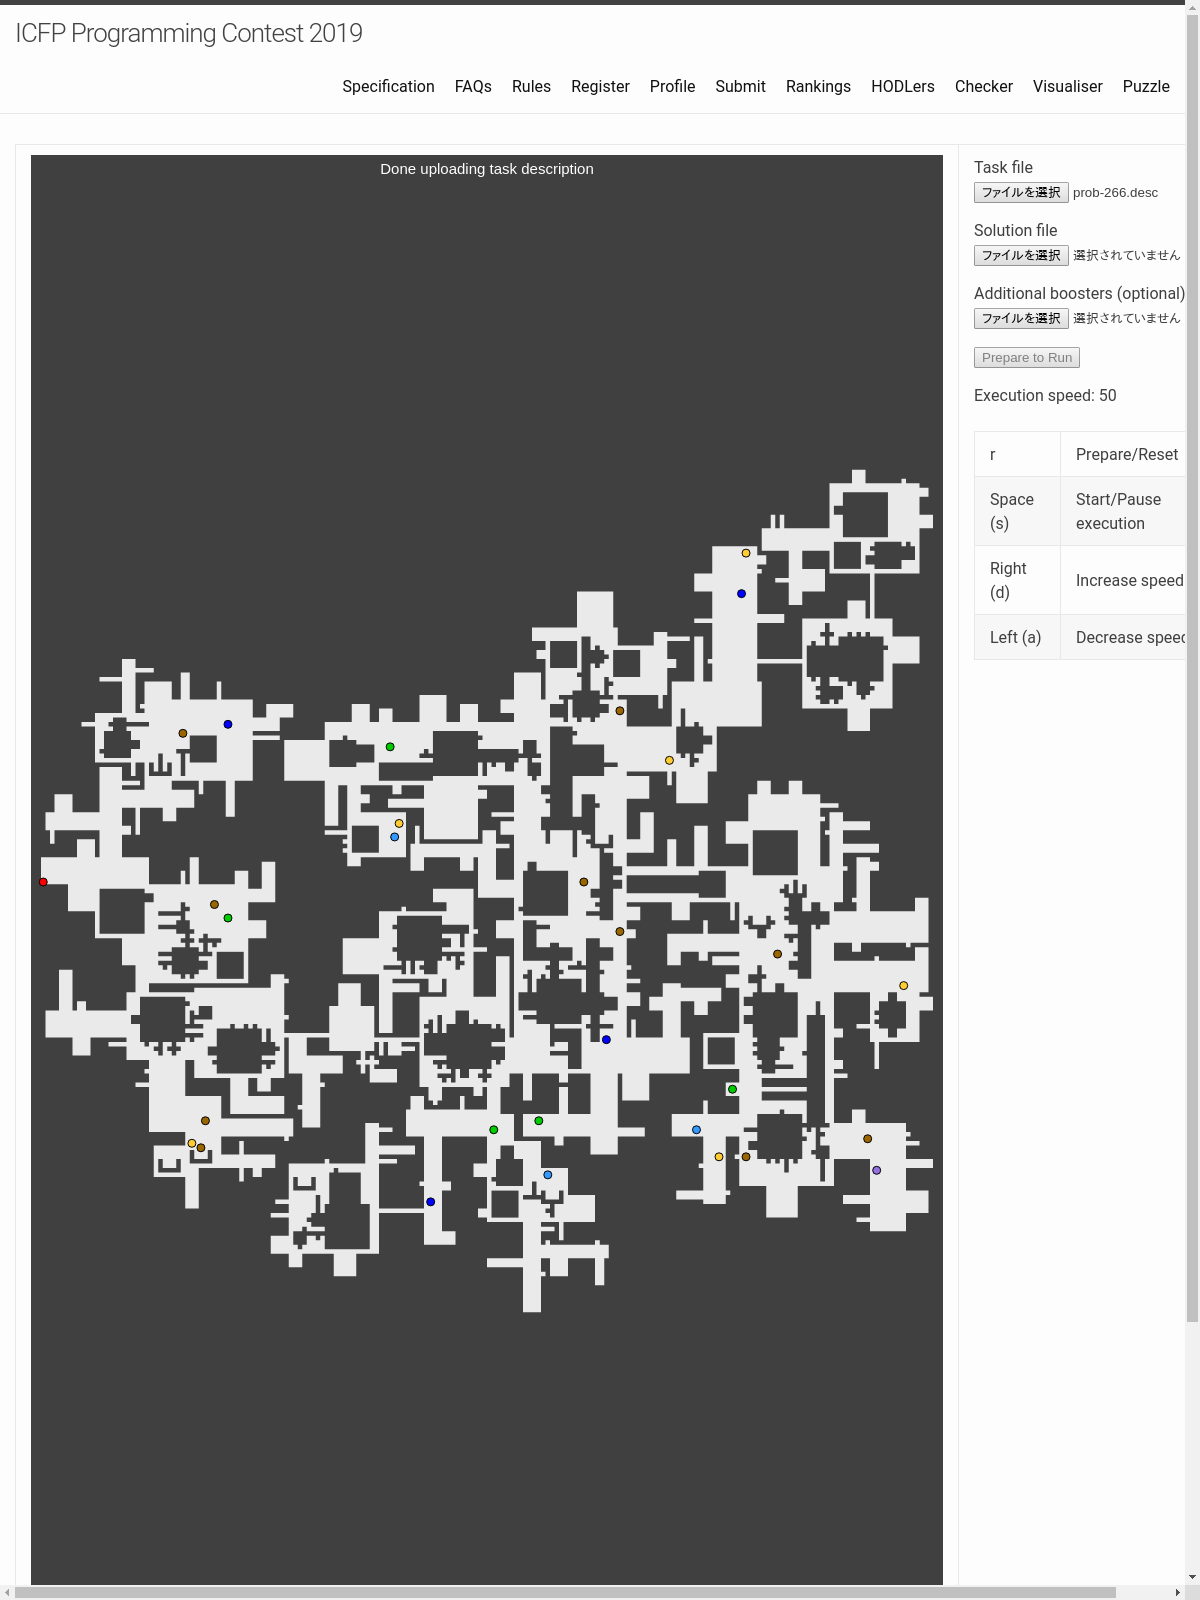 ICFP Programming Contest 2019
Specification FAQs Rules Register Profile Submit Rankings HODLers Checker Visualiser Puzzle
Done uploading task description
Task file
ファイルを選択 prob-266.desc
Solution file
ファイルを選択 選択されていません
Additional boosters (optional)
ファイルを選択 選択されていません
Prepare to Run
Execution speed: 50
r Prepare/Reset
Space (s) Start/Pause execution
Right (d) Increase speed
Left (a) Decrease speed